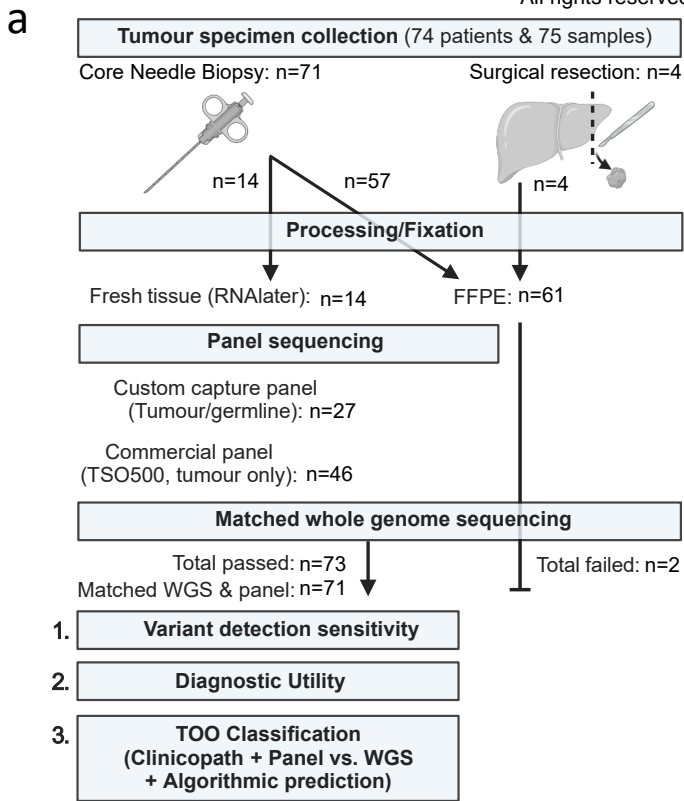 All rights reserved
a
Tumour specimen collection (74 patients & 75 samples)
Core Needle Biopsy: n=71
Surgical resection: n=4
n=14
n=57
n=4
Processing/Fixation
Fresh tissue (RNAlater): n=14
FFPE: n=61
Panel sequencing
Custom capture panel
(Tumour/germline): n=27
Commercial panel
(TSO500, tumour only): n=46
Matched whole genome sequencing
Total passed: n=73
Total failed: n=2
Matched WGS & panel: n=71
1. Variant detection sensitivity
2. Diagnostic Utility
3. TOO Classification
(Clinicopath + Panel vs. WGS
+ Algorithmic prediction)